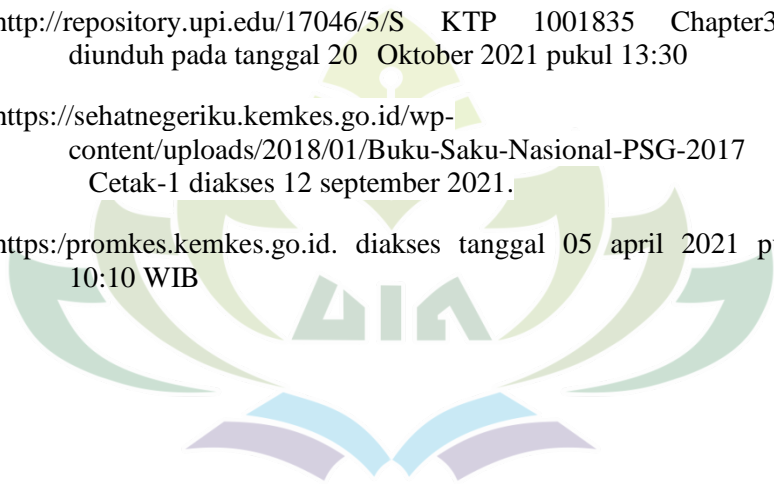 http://repository.upi.edu/17046/5/S KTP 1001835 Chapter3
diunduh pada tanggal 20 Oktober 2021 pukul 13:30
https://sehatnegeriku.kemkes.go.id/wp-
content/uploads/2018/01/Buku-Saku-Nasional-PSG-2017
Cetak-1 diakses 12 september 2021.
https:/promkes.kemkes.go.id. diakses tanggal 05 april 2021
10:10 WIB